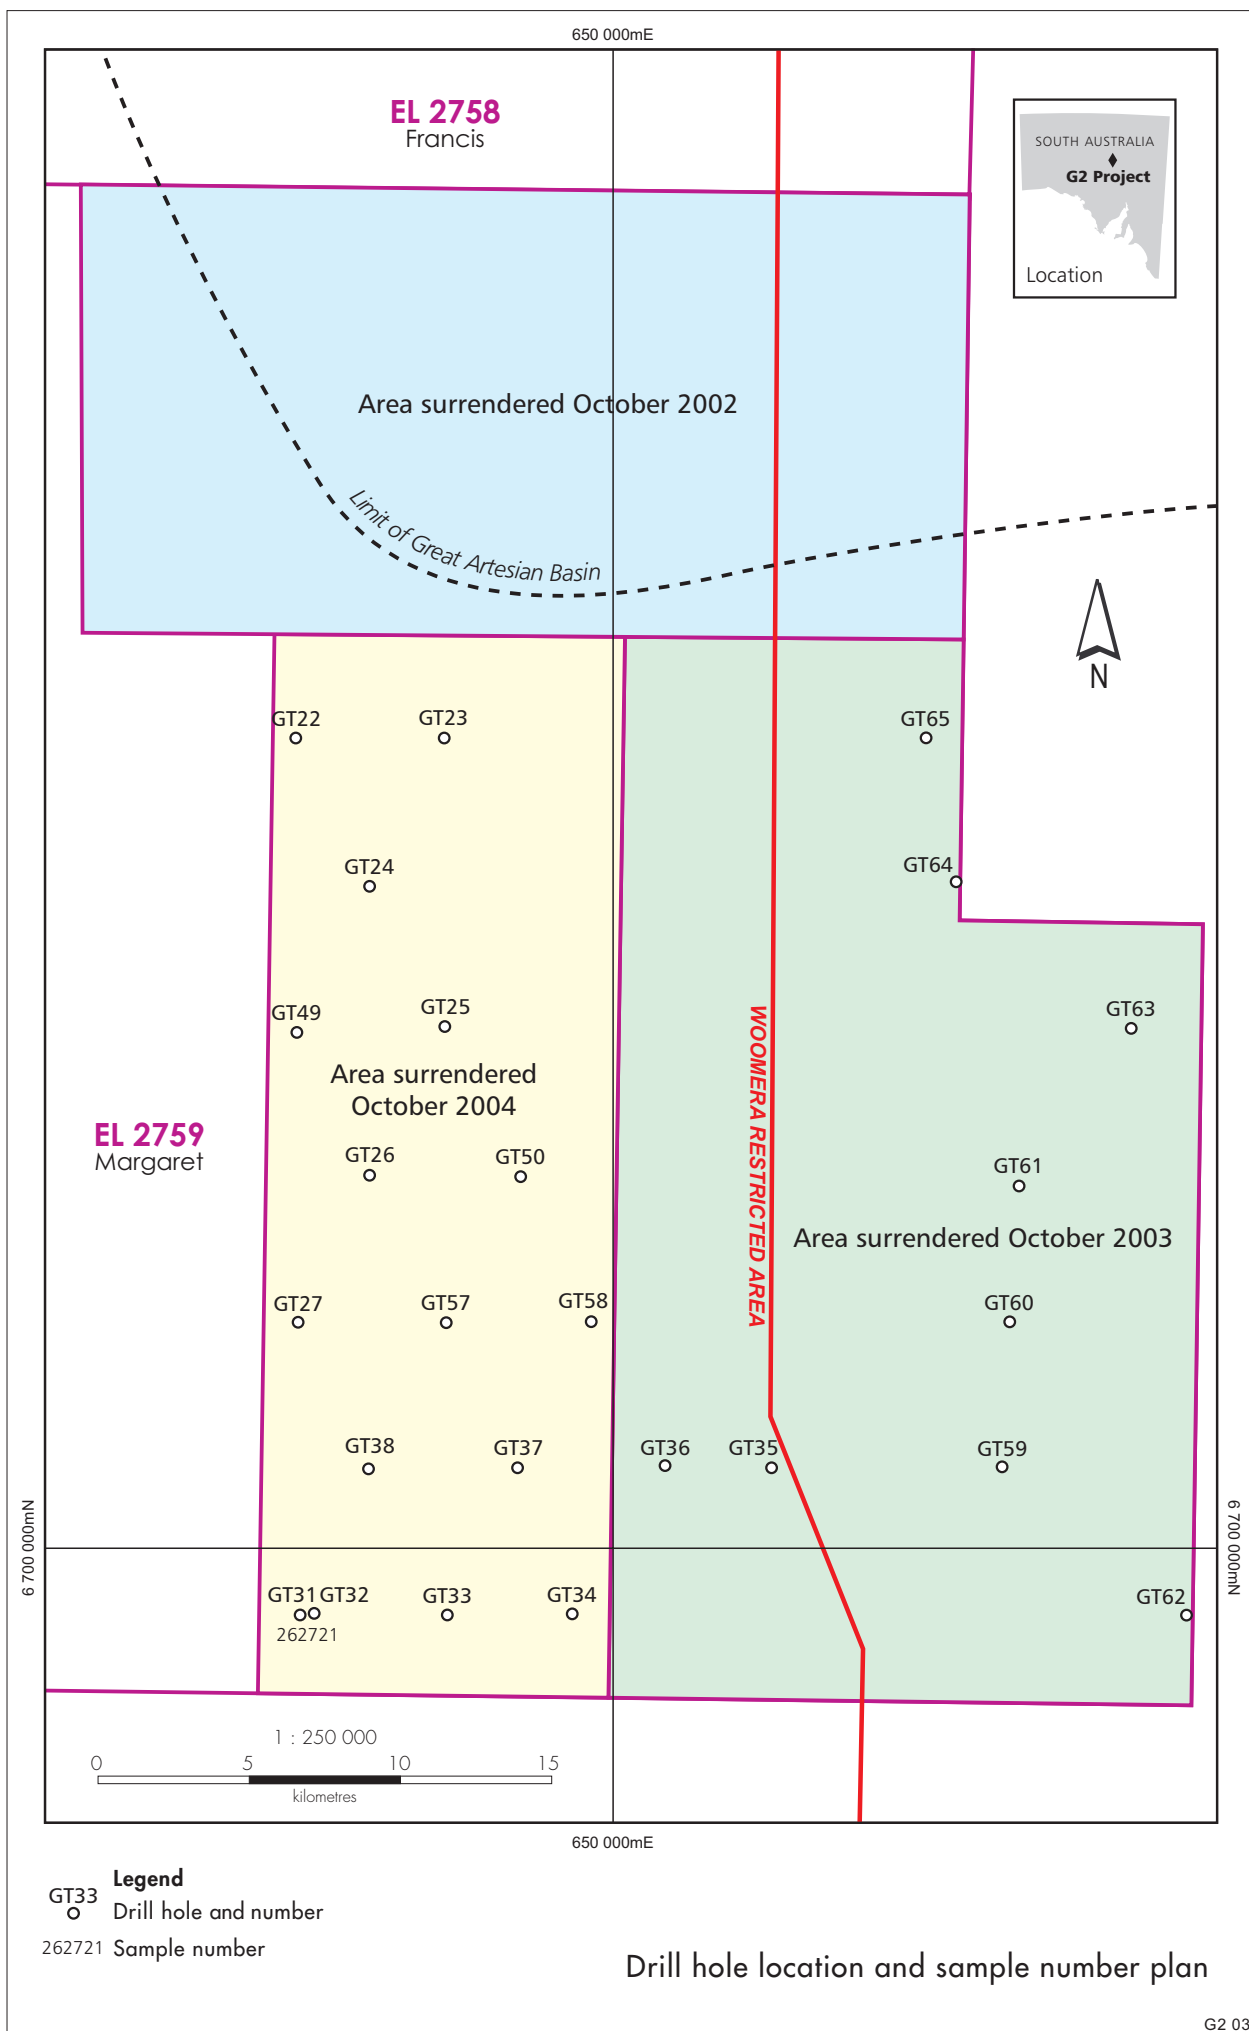 650 000mE
EL 2758
Francis
SOUTH AUSTRALIA
G2 Project
Location
Area surrendered October 2002
Limit of Great Artesian Basin
N
GT22
GT23
GT65
GT24
GT64
GT49
GT25
GT63
Area surrendered
October 2004
WOOMERA RESTRICTED AREA
EL 2759
Margaret
GT26
GT50
GT61
Area surrendered October 2003
GT27
GT57
GT58
GT60
GT38
GT37
GT36
GT35
GT59
6 700 000mN
6 700 000mN
GT31 GT32
GT33
GT34
GT62
262721
1 : 250 000
0 5 10 15
kilometres
650 000mE
Legend
GT33 Drill hole and number
262721 Sample number
Drill hole location and sample number plan
G2 03